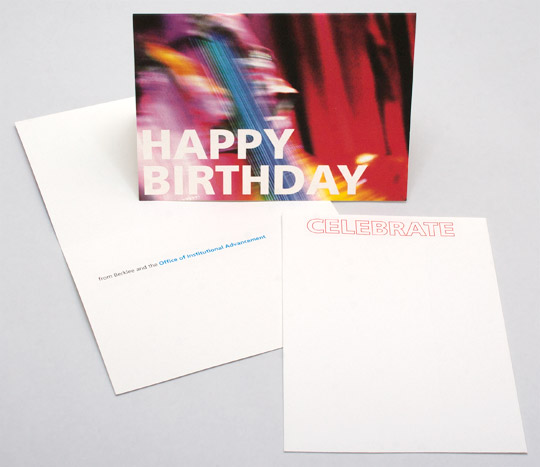 HAPPY
BIRTHDAY
CELEBRATE
from Berklee and the Office of Institutional Advancement